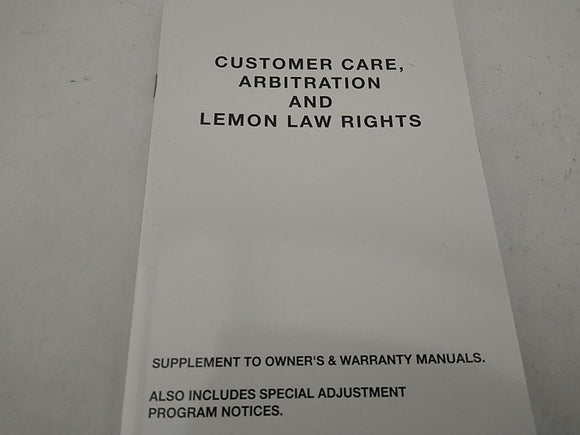 CUSTOMER CARE,
ARBITRATION
AND
LEMON LAW RIGHTS
SUPPLEMENT TO OWNER'S & WARRANTY MANUALS.
ALSO INCLUDES SPECIAL ADJUSTMENT
PROGRAM NOTICES.